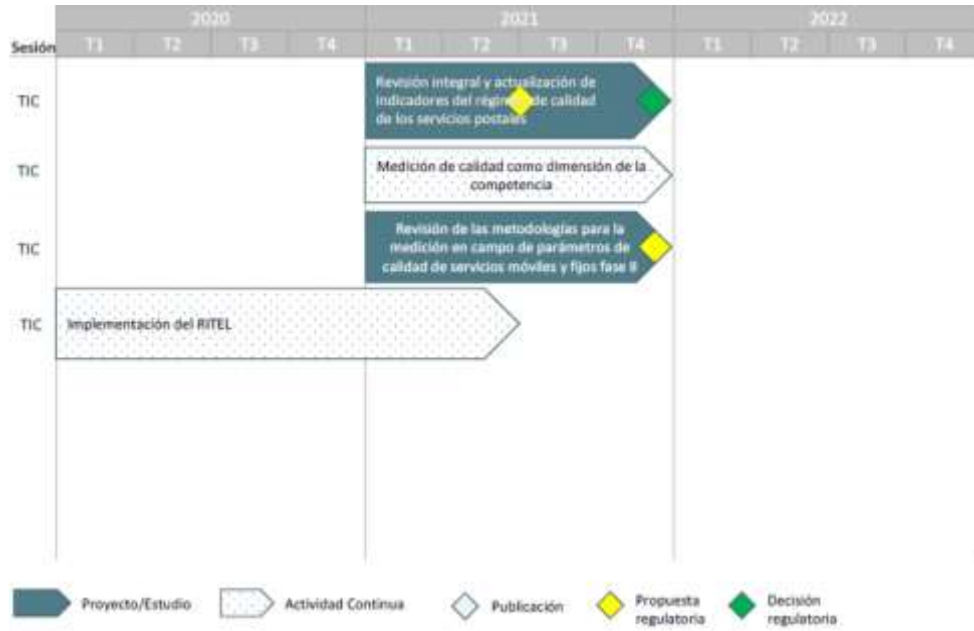 2020 2021 2022
Sesión T1 T2 T3 T4 T1 T2 T3 T4 T1 T2 T3 T4
TIC
Revisión integral y actualización de
indicadores del régimen de calidad
de los servicios postales
TIC
Medición de calidad como dimensión de la
competencia
TIC
Revisión de las metodologías para la
medición en campo de parámetros de
calidad de servicios móviles y fijos fase II
TIC
Implementación del RITEL
Proyecto/Estudio
Actividad Continua
Publicación
Propuesta
regulatoria
Decisión
regulatoria